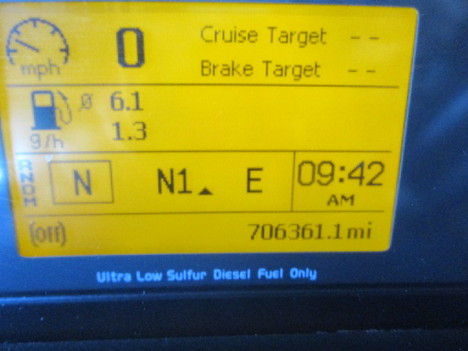 0 Cruise Target --
mph Brake Target --
Ø 6.1
g/h 1.3
RNDM N N1 E 09:42
AM
(off) 706361.1mi
Ultra Low Sulfur Diesel Fuel Only